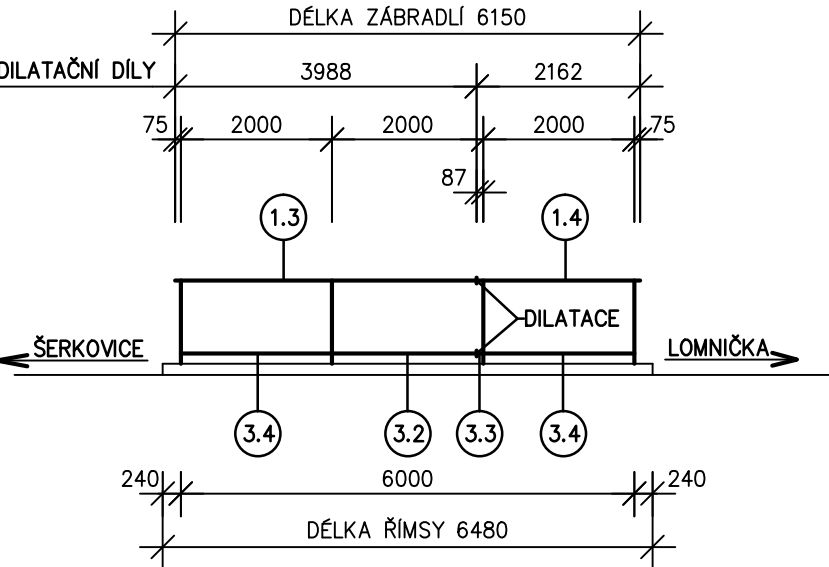 DÉLKA ZÁBRADLÍ 6150
DILATAČNÍ DÍLY 3988 2162
75 2000 2000 2000 75
87
1.3 1.4
DILATACE
ŠERKOVICE LOMNIČKA
3.4 3.2 3.3 3.4
240 6000 240
DÉLKA ŘÍMSY 6480